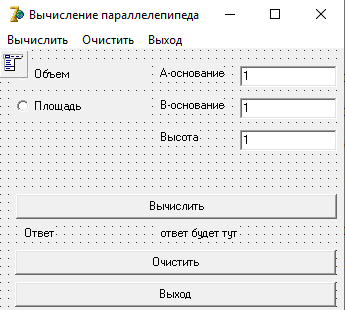 Вычисление параллелепипеда
Вычислить Очистить Выход
Объем А-основание 1
Площадь В-основание 1
Высота 1
Вычислить
Ответ ответ будет тут
Очистить
Выход